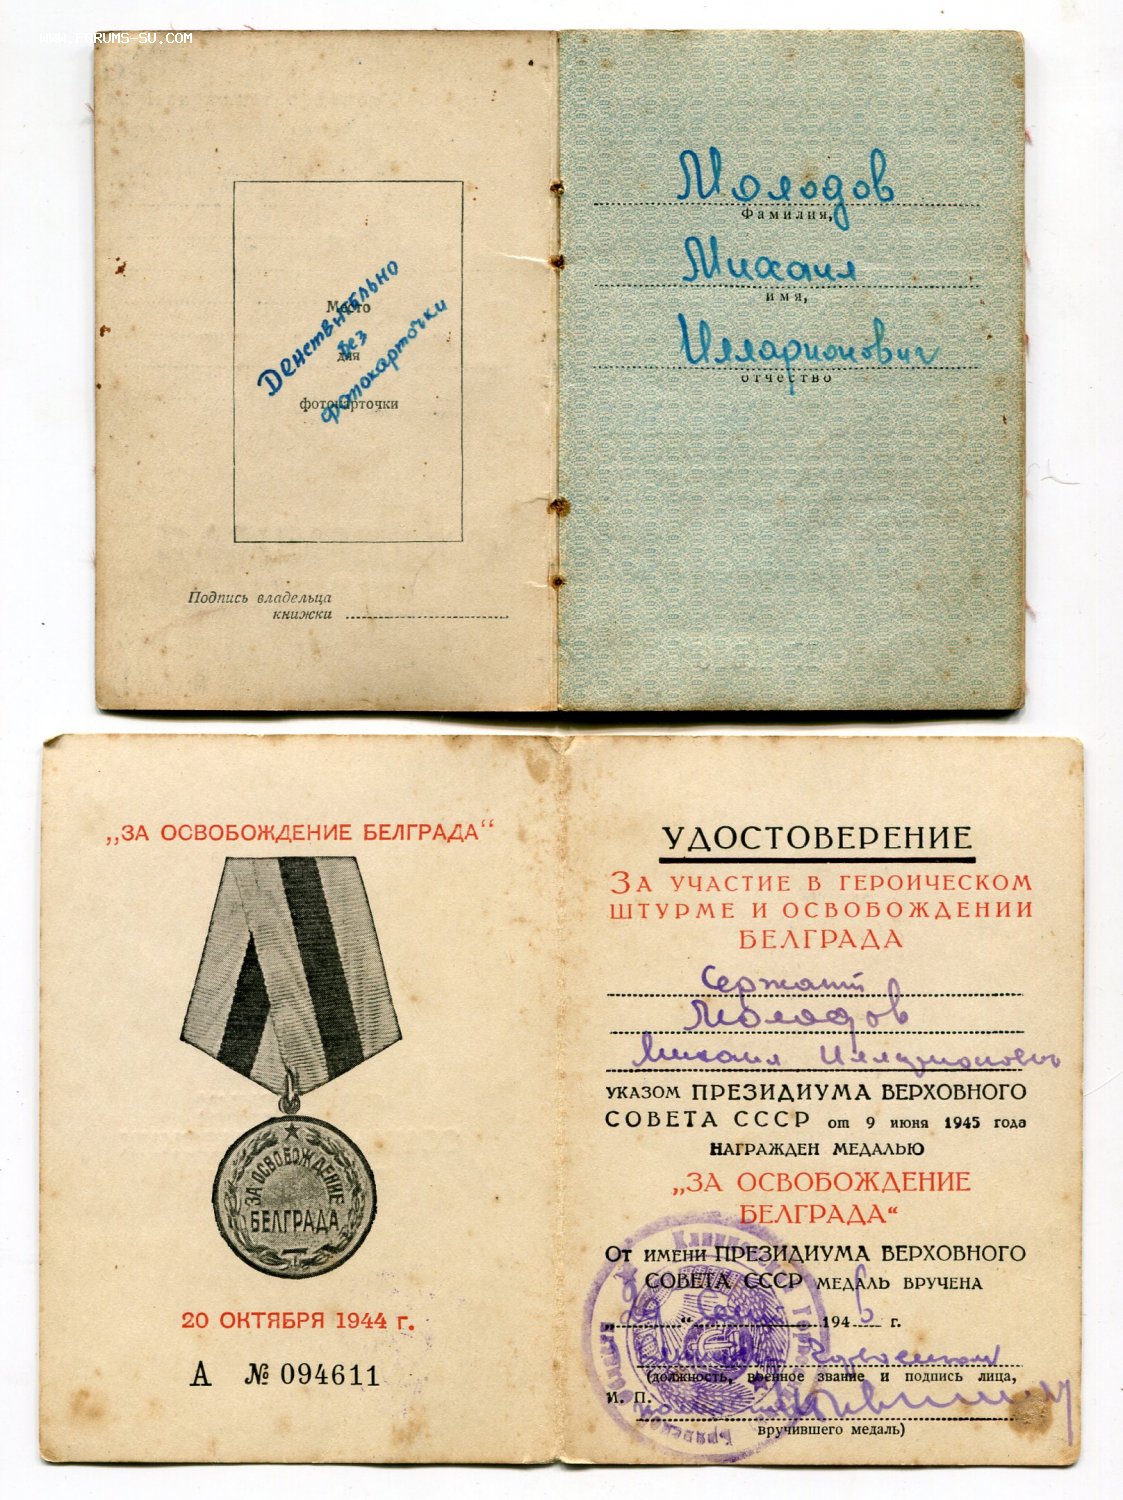 WWW.FORUMS-SU.COM
Место
для
фотокарточки
Действительно
без
фотокарточки
Подпись владельца
книжки
Молодов
Фамилия,
Михаил
имя,
Илларионович
отчество
„ЗА ОСВОБОЖДЕНИЕ БЕЛГРАДА“
ЗА ОСВОБОЖДЕНИЕ
БЕЛГРАДА
20 ОКТЯБРЯ 1944 г.
А № 094611
УДОСТОВЕРЕНИЕ
ЗА УЧАСТИЕ В ГЕРОИЧЕСКОМ
ШТУРМЕ И ОСВОБОЖДЕНИИ
БЕЛГРАДА
Сержант
Молодов
Михаил Илларионович
УКАЗОМ ПРЕЗИДИУМА ВЕРХОВНОГО
СОВЕТА СССР от 9 июня 1945 года
НАГРАЖДЕН МЕДАЛЬЮ
„ЗА ОСВОБОЖДЕНИЕ
БЕЛГРАДА“
ОТ ИМЕНИ ПРЕЗИДИУМА ВЕРХОВНОГО
СОВЕТА СССР МЕДАЛЬ ВРУЧЕНА
„ “ 1946 г.
(должность, военное звание и подпись лица,
М. П.
вручившего медаль)